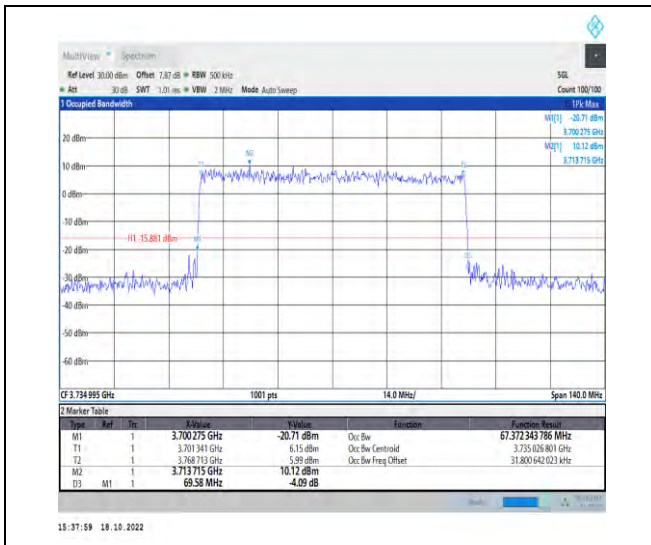 MultiView Spectrum
Ref Level 30.00 dBm Offset 7.87 dB RBW 500 kHz SGL
Att 30 dB SWT 1.01 ms VBW 2 MHz Mode Auto Sweep Count 100/100
1 Occupied Bandwidth 1Pk Max
M1[1] -20.71 dBm
3.700 275 GHz
M2[1] 10.12 dBm
3.713 715 GHz
20 dBm
M2
T1
10 dBm
0 dBm
-10 dBm
H1 -15.881 dBm
M1
-20 dBm
-30 dBm
-40 dBm
-50 dBm
-60 dBm
CF 3.734 995 GHz 1001 pts 14.0 MHz/ Span 140.0 MHz
2 Marker Table
Type Ref Trc X-Value Y-Value Function Function Result
M1 1 3.700 275 GHz -20.71 dBm Occ Bw 67.372 343 786 MHz
T1 1 3.701 341 GHz 6.15 dBm Occ Bw Centroid 3.735 026 801 GHz
T2 1 3.768 713 GHz 5.99 dBm Occ Bw Freq Offset 31.800 642 023 kHz
M2 1 3.713 715 GHz 10.12 dBm
D3 M1 1 69.58 MHz -4.09 dB
15:37:59 18.10.2022